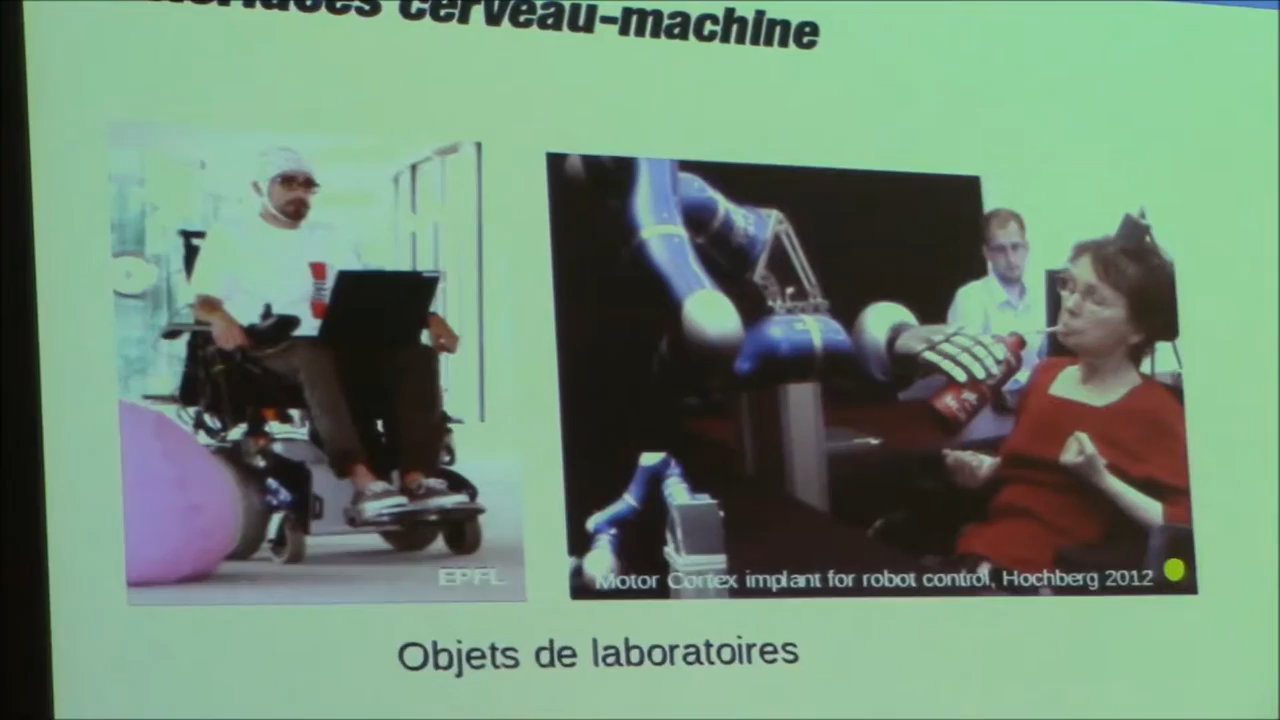 cerveau-machine
EPFL
Motor Cortex implant for robot control, Hochberg 2012
Objets de laboratoires